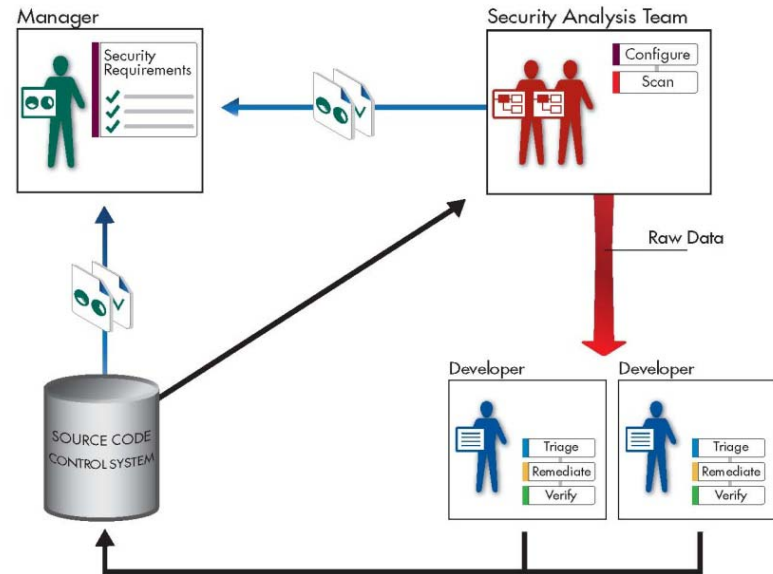 Manager
Security
Requirements
Security Analysis Team
Configure
Scan
Raw Data
SOURCE CODE
CONTROL SYSTEM
Developer
Triage
Remediate
Verify
Developer
Triage
Remediate
Verify